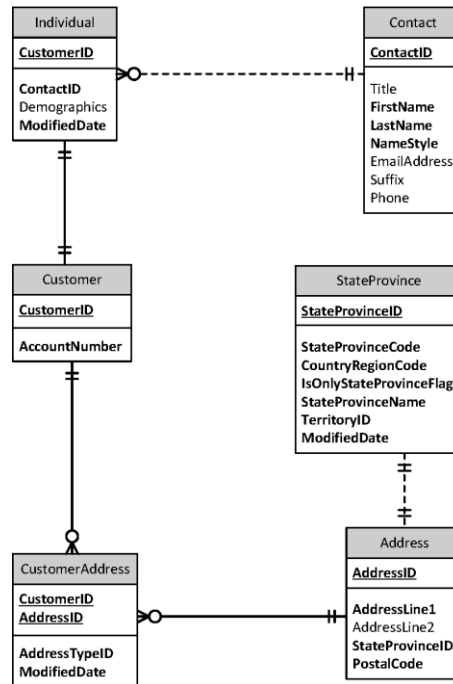 Individual
CustomerID
ContactID
Demographics
ModifiedDate
Contact
ContactID
Title
FirstName
LastName
NameStyle
EmailAddress
Suffix
Phone
Customer
CustomerID
AccountNumber
StateProvince
StateProvinceID
StateProvinceCode
CountryRegionCode
IsOnlyStateProvinceFlag
StateProvinceName
TerritoryID
ModifiedDate
CustomerAddress
CustomerID
AddressID
AddressTypeID
ModifiedDate
Address
AddressID
AddressLine1
AddressLine2
StateProvinceID
PostalCode